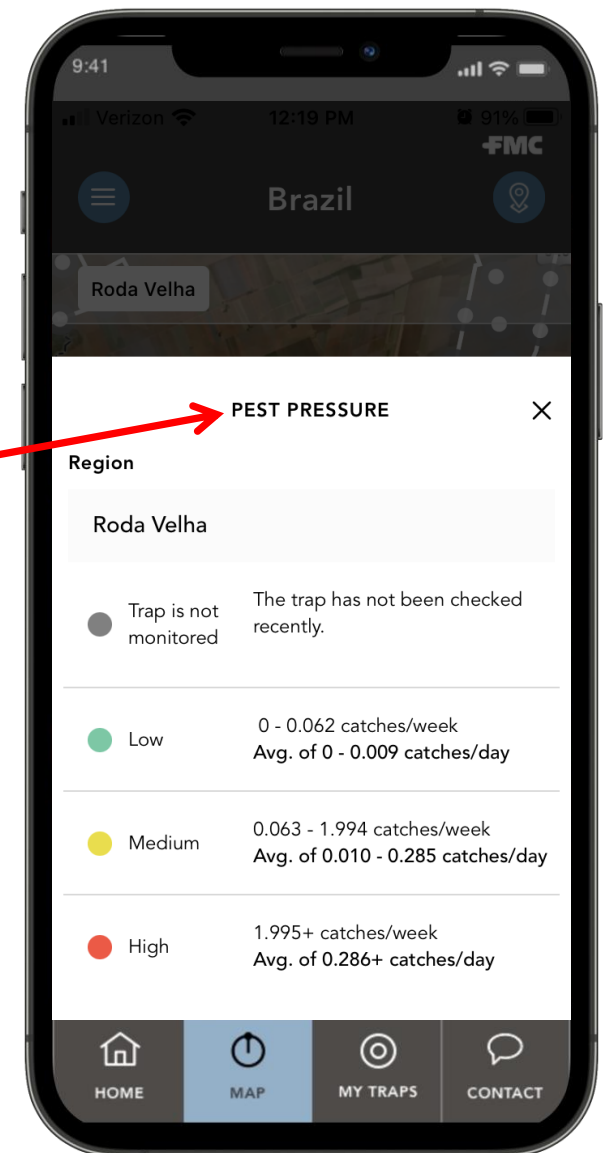 9:41
Verizon 12:19 PM 91%
FMC
Brazil
Roda Velha
PEST PRESSURE
Region
Roda Velha
Trap is not
monitored
The trap has not been checked
recently.
Low
0 - 0.062 catches/week
Avg. of 0 - 0.009 catches/day
Medium
0.063 - 1.994 catches/week
Avg. of 0.010 - 0.285 catches/day
High
1.995+ catches/week
Avg. of 0.286+ catches/day
HOME MAP MY TRAPS CONTACT